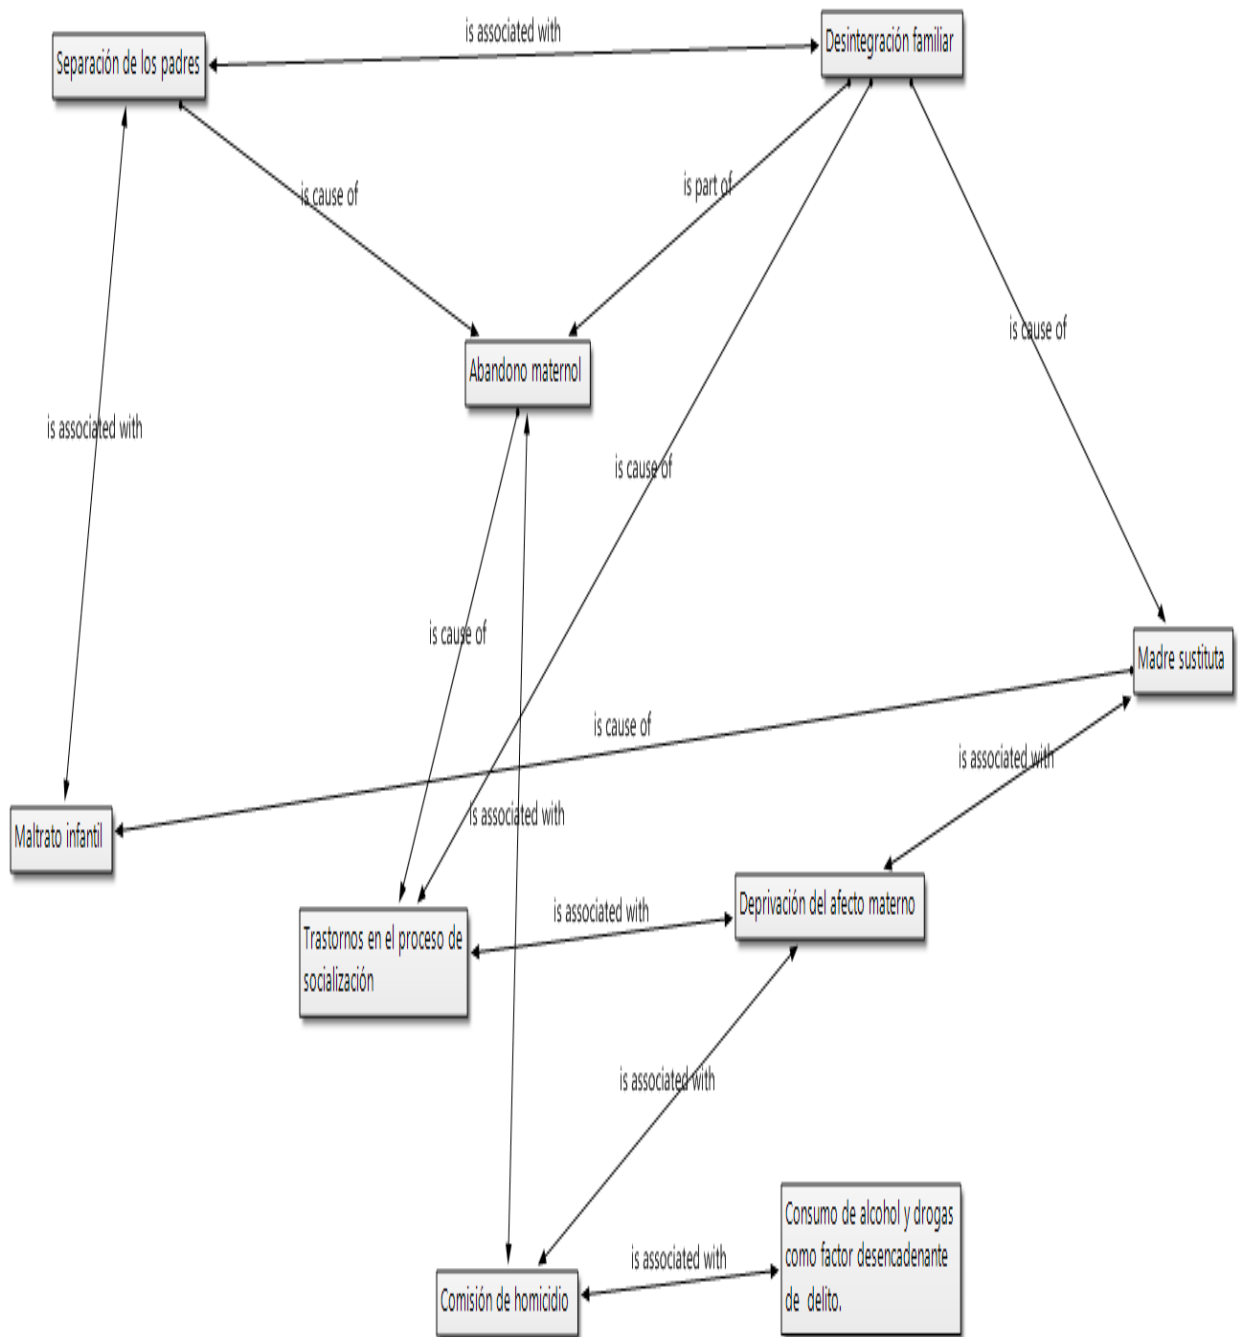 is associated with
Desintegración familiar
Separación de los padres
is part of
is cause of
is cause of
Abandono maternol
is associated with
is cause of
is cause of
Madre sustituta
is cause of
is associated with
is associated with
Maltrato infantil
Deprivación del afecto materno
is associated with
Trastornos en el proceso de
socialización
is associated with
Consumo de alcohol y drogas
como factor desencadenante
de delito.
is associated with
Comisión de homicidio